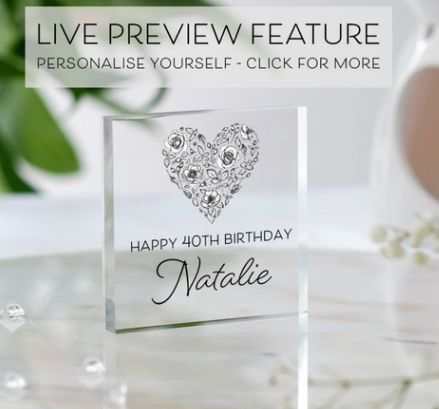 LIVE PREVIEW FEATURE
PERSONALISE YOURSELF - CLICK FOR MORE
HAPPY 40TH BIRTHDAY
Natalie